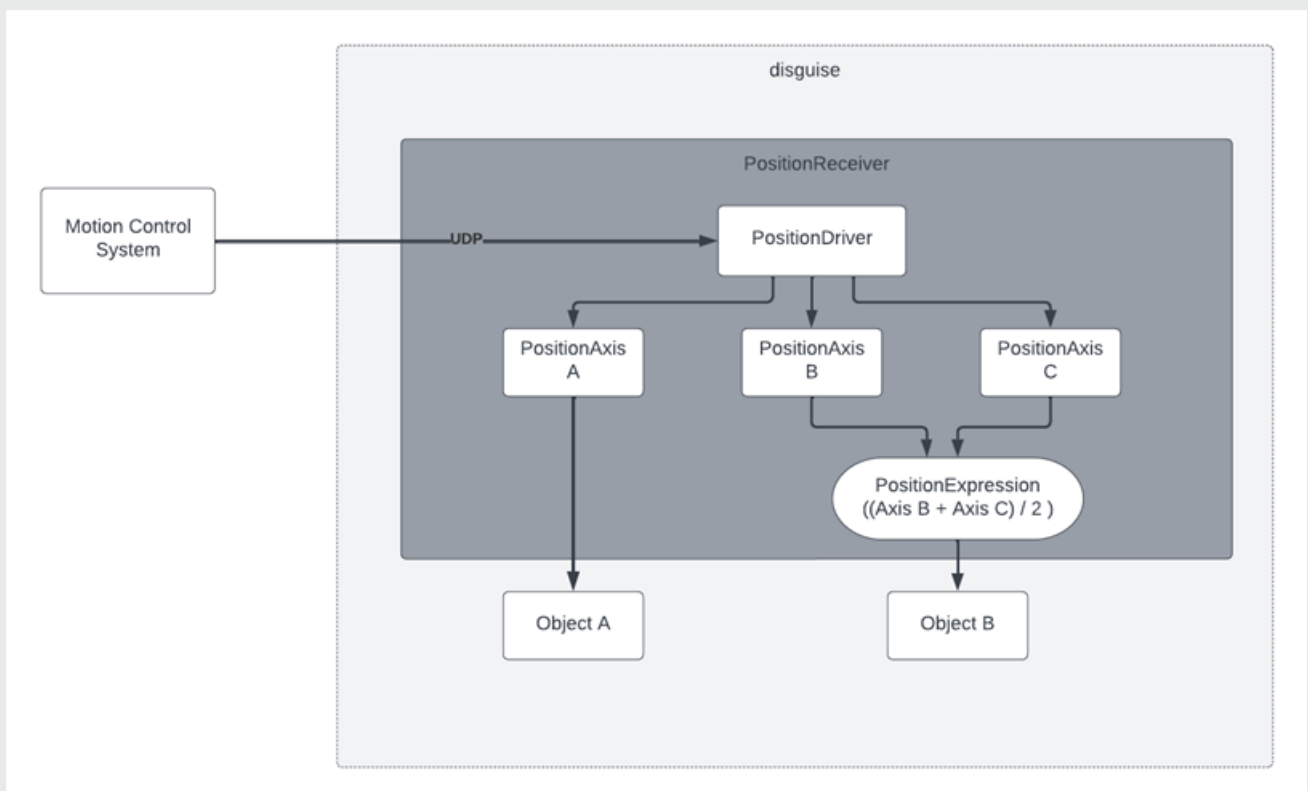 disguise
PositionReceiver
Motion Control
System
UDP
PositionDriver
PositionAxis
A
PositionAxis
B
PositionAxis
C
PositionExpression
((Axis B + Axis C) / 2 )
Object A
Object B